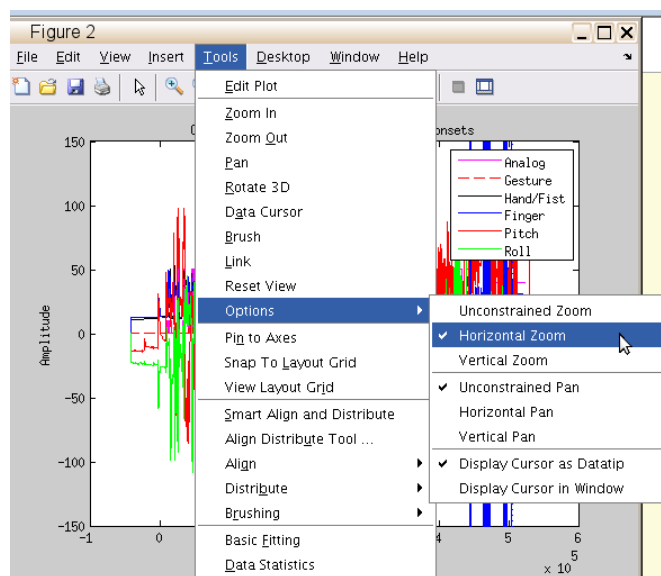 Figure 2
File Edit View Insert Tools Desktop Window Help
Edit Plot
Zoom In
Zoom Out
Pan
Rotate 3D
Data Cursor
Brush
Link
Reset View
Options
Pin to Axes
Snap To Layout Grid
View Layout Grid
Smart Align and Distribute
Align Distribute Tool ...
Align
Distribute
Brushing
Basic Fitting
Data Statistics
Unconstrained Zoom
Horizontal Zoom
Vertical Zoom
Unconstrained Pan
Horizontal Pan
Vertical Pan
Display Cursor as Datatip
Display Cursor in Window
Analog
Gesture
Hand/Fist
Finger
Pitch
Roll
Amplitude
150
100
50
0
-50
-100
-150
-1 0 4 5 6
x 10 5